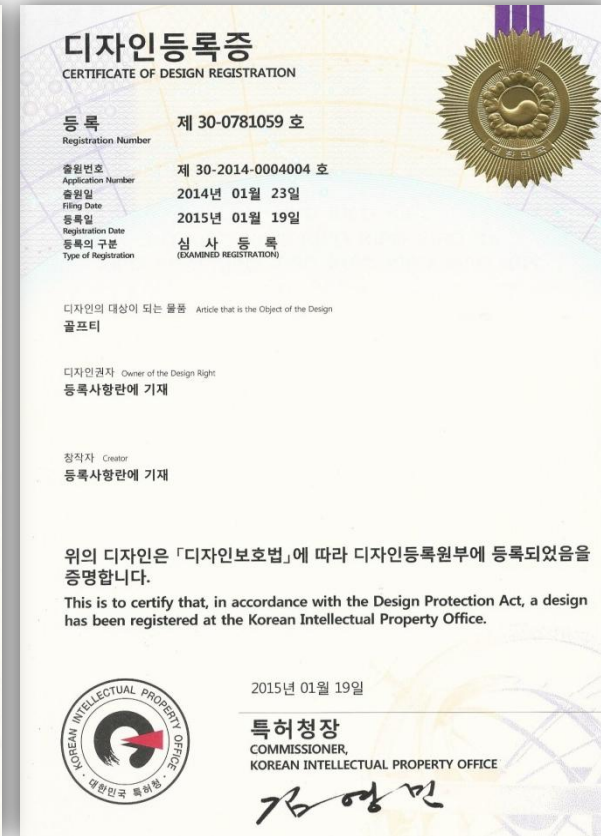 디자인등록증
CERTIFICATE OF DESIGN REGISTRATION
등 록 제 30-0781059 호
Registration Number
출원번호 제 30-2014-0004004 호
Application Number
출원일 2014년 01월 23일
Filing Date
등록일 2015년 01월 19일
Registration Date
등록의 구분 심 사 등 록
Type of Registration (EXAMINED REGISTRATION)
대한민국
디자인의 대상이 되는 물품 Article that is the Object of the Design
골프티
디자인권자 Owner of the Design Right
등록사항란에 기재
창작자 Creator
등록사항란에 기재
위의 디자인은 「디자인보호법」에 따라 디자인등록원부에 등록되었음을
증명합니다.
This is to certify that, in accordance with the Design Protection Act, a design
has been registered at the Korean Intellectual Property Office.
2015년 01월 19일
특허청장
COMMISSIONER,
KOREAN INTELLECTUAL PROPERTY OFFICE
김영민
KOREAN INTELLECTUAL PROPERTY OFFICE
대한민국 특허청